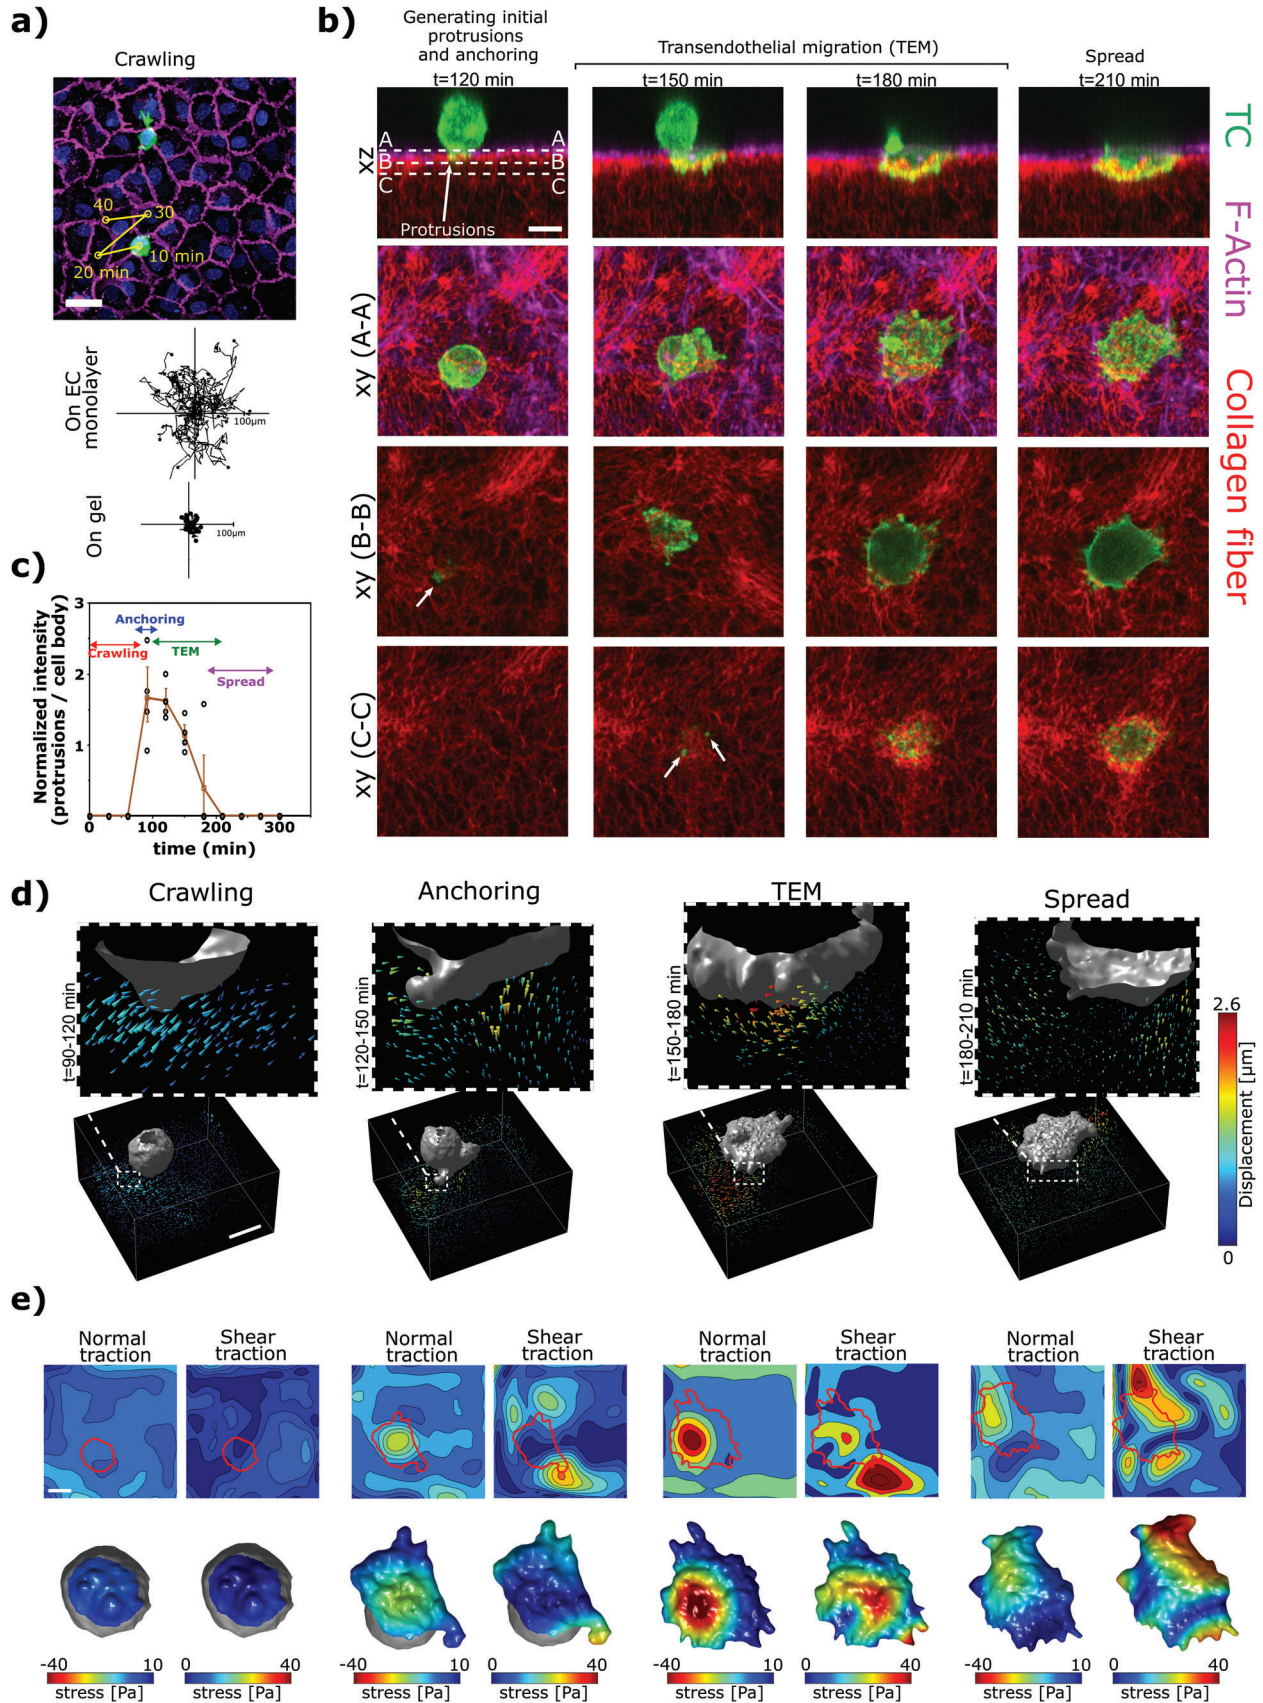 a)
Crawling
40
30
10 min
20 min
On EC
monolayer
100μm
On gel
100μm
b)
Generating initial
protrusions
and anchoring
t=120 min
Transendothelial migration (TEM)
t=150 min
t=180 min
Spread
t=210 min
xz
A A
B B
C C
Protrusions
xy (A-A)
xy (B-B)
xy (C-C)
TC
F-Actin
Collagen fiber
c)
Normalized intensity
(protrusions / cell body)
3
2
1
0 100 200 300
time (min)
Anchoring
Crawling
TEM
Spread
d)
Crawling
Anchoring
TEM
Spread
t=90-120 min
t=120-150 min
t=150-180 min
t=180-210 min
2.6
Displacement [μm]
0
e)
Normal
traction
Shear
traction
Normal
traction
Shear
traction
Normal
traction
Shear
traction
Normal
traction
Shear
traction
-40 10
stress [Pa]
0 40
stress [Pa]
-40 10
stress [Pa]
0 40
stress [Pa]
-40 10
stress [Pa]
0 40
stress [Pa]
-40 10
stress [Pa]
0 40
stress [Pa]